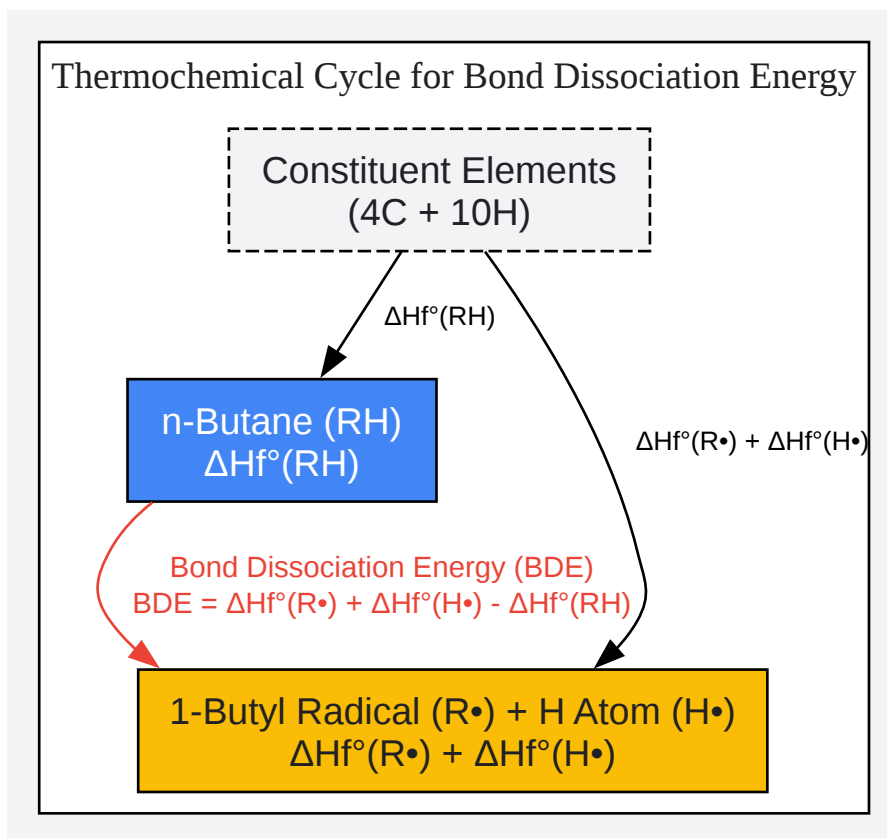 Thermochemical Cycle for Bond Dissociation Energy
Constituent Elements
(4C + 10H)
ΔHf°(RH)
n-Butane (RH)
ΔHf°(RH)
ΔHf°(R•) + ΔHf°(H•)
Bond Dissociation Energy (BDE)
BDE = ΔHf°(R•) + ΔHf°(H•) - ΔHf°(RH)
1-Butyl Radical (R•) + H Atom (H•)
ΔHf°(R•) + ΔHf°(H•)